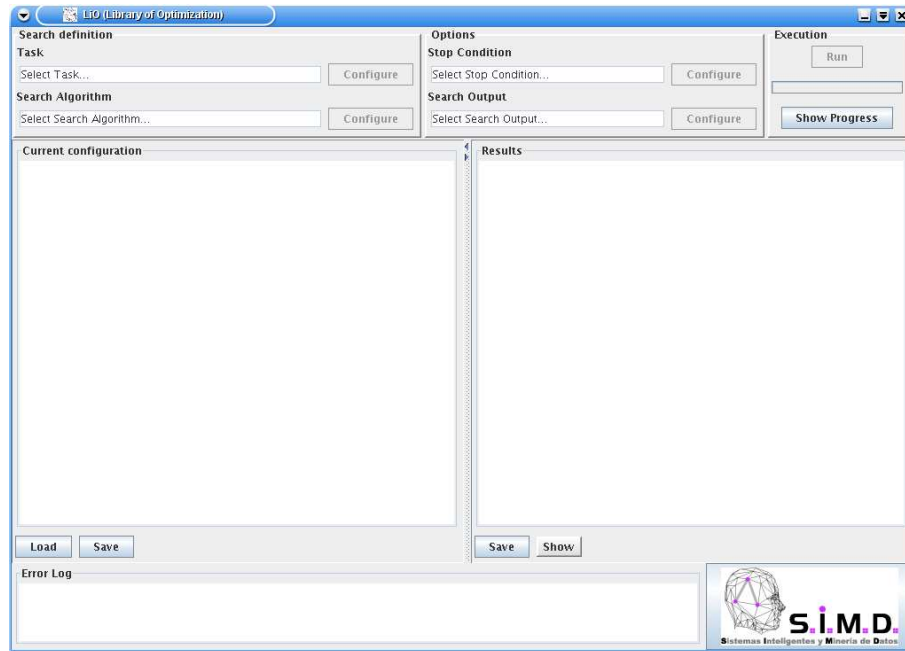 LiO (Library of Optimization)
Search definition
Task
Select Task...
Configure
Search Algorithm
Select Search Algorithm...
Configure
Options
Stop Condition
Select Stop Condition...
Configure
Search Output
Select Search Output...
Configure
Execution
Run
Show Progress
Current configuration
Load
Save
Results
Save
Show
Error Log
S.i.M.D.
Sistemas Inteligentes y Minería de Datos